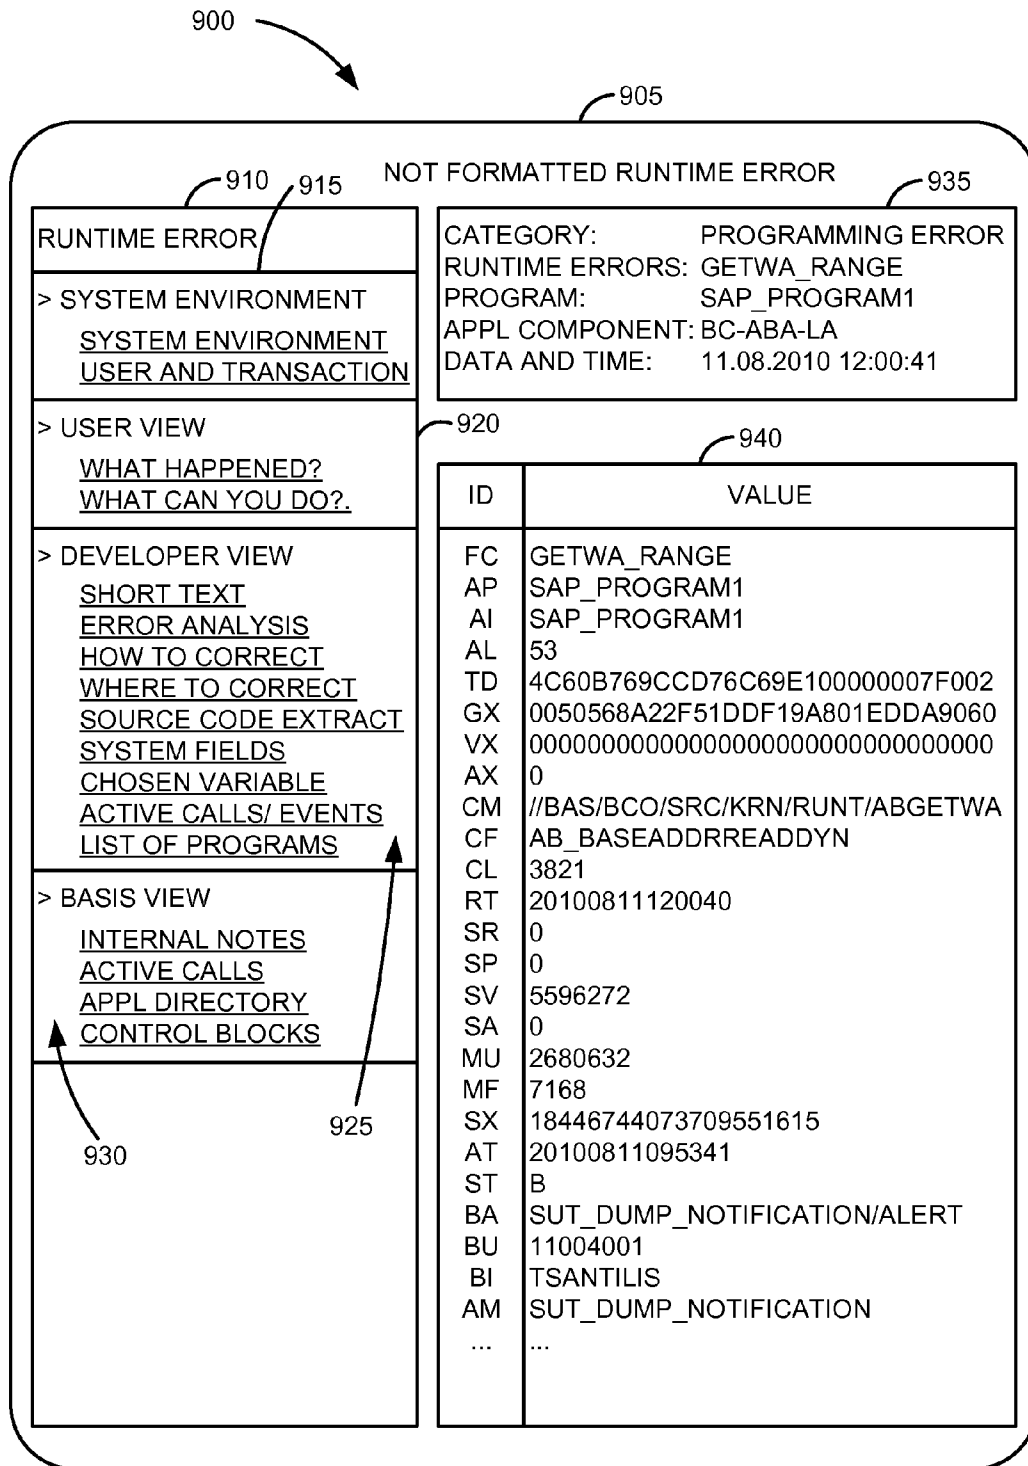 900
905
NOT FORMATTED RUNTIME ERROR
910
915
935
RUNTIME ERROR
> SYSTEM ENVIRONMENT
SYSTEM ENVIRONMENT
USER AND TRANSACTION
> USER VIEW
WHAT HAPPENED?
WHAT CAN YOU DO?.
> DEVELOPER VIEW
SHORT TEXT
ERROR ANALYSIS
HOW TO CORRECT
WHERE TO CORRECT
SOURCE CODE EXTRACT
SYSTEM FIELDS
CHOSEN VARIABLE
ACTIVE CALLS/ EVENTS
LIST OF PROGRAMS
> BASIS VIEW
INTERNAL NOTES
ACTIVE CALLS
APPL DIRECTORY
CONTROL BLOCKS
925
930
CATEGORY: PROGRAMMING ERROR
RUNTIME ERRORS: GETWA_RANGE
PROGRAM: SAP_PROGRAM1
APPL COMPONENT: BC-ABA-LA
DATA AND TIME: 11.08.2010 12:00:41
920
940
ID VALUE
FC GETWA_RANGE
AP SAP_PROGRAM1
AI SAP_PROGRAM1
AL 53
TD 4C60B769CCD76C69E100000007F002
GX 0050568A22F51DDF19A801EDDA9060
VX 00000000000000000000000000000000
AX 0
CM //BAS/BCO/SRC/KRN/RUNT/ABGETWA
CF AB_BASEADDRREADDYN
CL 3821
RT 20100811120040
SR 0
SP 0
SV 5596272
SA 0
MU 2680632
MF 7168
SX 18446744073709551615
AT 20100811095341
ST B
BA SUT_DUMP_NOTIFICATION/ALERT
BU 11004001
BI TSANTILIS
AM SUT_DUMP_NOTIFICATION
... ...